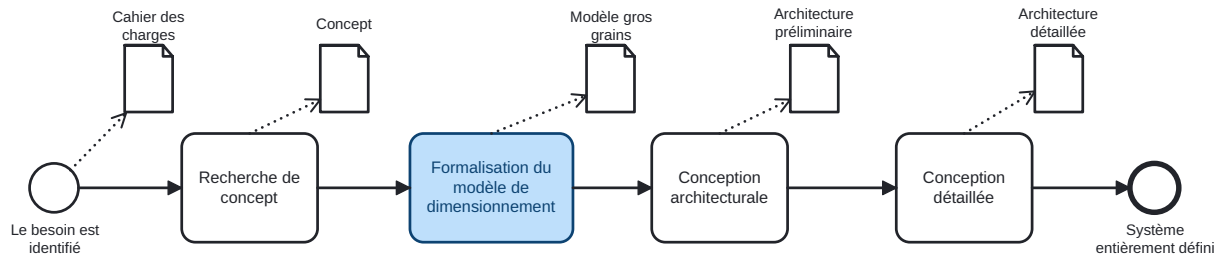 Cahier des
charges
Concept
Modèle gros
grains
Architecture
préliminaire
Architecture
détaillée
Recherche de
concept
Formalisation du
modèle de
dimensionnement
Conception
architecturale
Conception
détaillée
Le besoin est
identifié
Système
entièrement défini